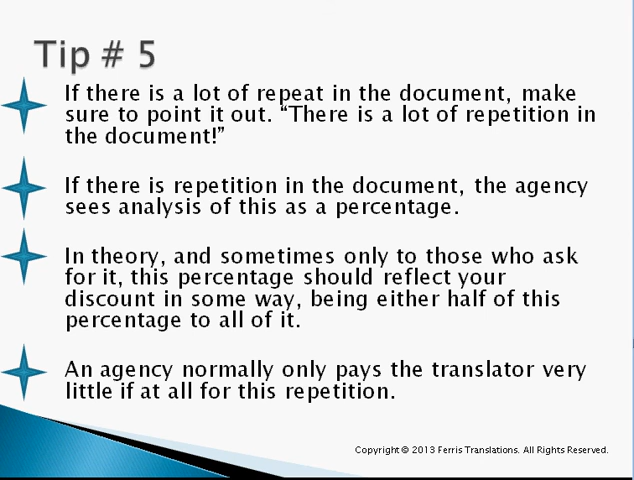 Tip # 5
If there is a lot of repeat in the document, make
sure to point it out. “There is a lot of repetition in
the document!”
If there is repetition in the document, the agency
sees analysis of this as a percentage.
In theory, and sometimes only to those who ask
for it, this percentage should reflect your
discount in some way, being either half of this
percentage to all of it.
An agency normally only pays the translator very
little if at all for this repetition.
Copyright © 2013 Ferris Translations. All Rights Reserved.